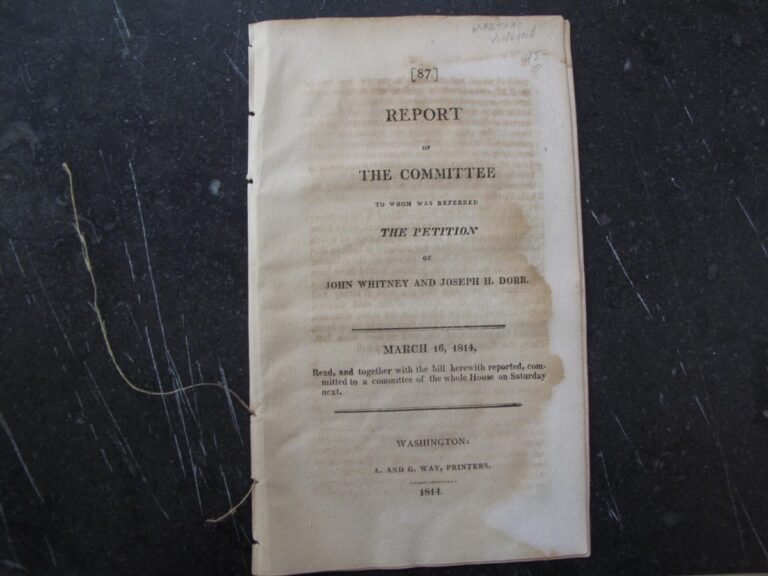 MARTHAS
VINEYARD
[87]
REPORT
OF
THE COMMITTEE
TO WHOM WAS REFERRED
THE PETITION
OF
JOHN WHITNEY AND JOSEPH H. DORR.
MARCH 16, 1814,
Read, and together with the bill herewith reported, com-
mitted to a committee of the whole House on Saturday
next.
WASHINGTON:
A. AND G. WAY, PRINTERS.
1814.